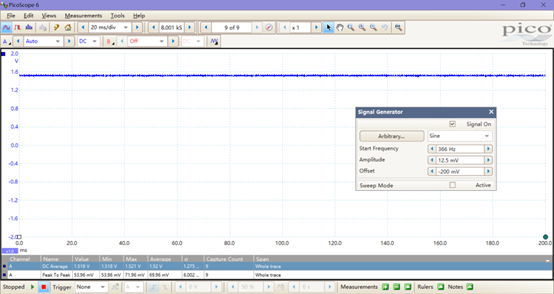 PicoScope 6
File Edit Views Measurements Tools Help
20 ms/div x 1 8.001 kS 9 of 9 x 1
pico
Technology
A Auto DC B Off DC
2.0
V
1.6
1.2
0.8
0.4
0.0
-0.4
-0.8
-1.2
-1.6
-2.0
0.0 20.0 40.0 60.0 80.0 100.0 120.0 140.0 160.0 180.0 200.0
ms
Signal Generator
Signal On
Arbitrary... Sine
Start Frequency 366 Hz
Amplitude 12.5 mV
Offset -200 mV
Sweep Mode Active
Channel Name Value Min Max Average σ Capture Count Span
A DC Average 1.518 V 1.518 V 1.521 V 1.52 V 1.275 ... 9 Whole trace
A Peak To Peak 53.96 mV 53.96 mV 71.96 mV 69.96 mV 6.002 ... 9 Whole trace
Stopped Trigger None A 0 V 50 % 0 s Measurements Rulers Notes